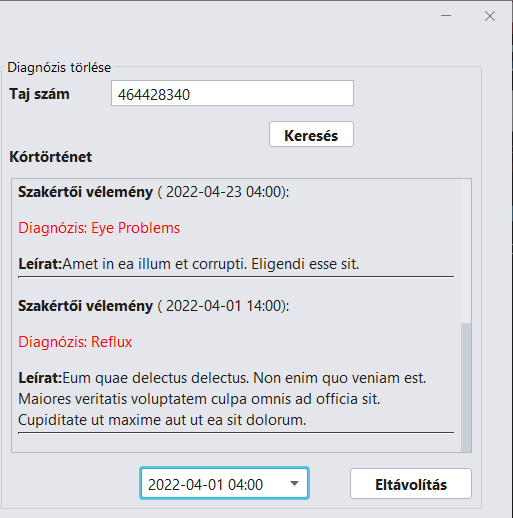 Diagnózis törlése
Taj szám
464428340
Keresés
Kórtörténet
Szakértői vélemény ( 2022-04-23 04:00):
Diagnózis: Eye Problems
Leírat:Amet in ea illum et corrupti. Eligendi esse sit.
Szakértői vélemény ( 2022-04-01 14:00):
Diagnózis: Reflux
Leírat:Eum quae delectus delectus. Non enim quo veniam est.
Maiores veritatis voluptatem culpa omnis ad officia sit.
Cupiditate ut maxime aut ut ea sit dolorum.
2022-04-01 04:00
Eltávolítás